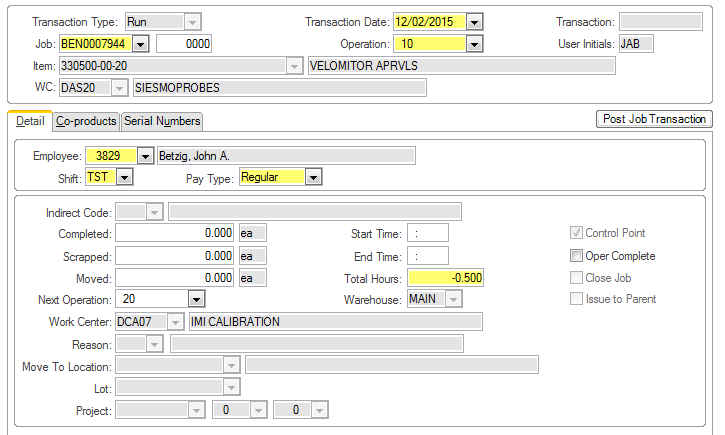 Transaction Type: Run Transaction Date: 12/02/2015 Transaction:
Job: BEN0007944 0000 Operation: 10 User Initials: JAB
Item: 330500-00-20 VELOMITOR APRVLS
WC: DAS20 SIESMOPROBES
Detail Co-products Serial Numbers Post Job Transaction
Employee: 3829 Betzig, John A.
Shift: TST Pay Type: Regular
Indirect Code:
Completed: 0.000 ea Start Time: : Control Point
Scrapped: 0.000 ea End Time: : Oper Complete
Moved: 0.000 ea Total Hours: -0.500 Close Job
Next Operation: 20 Warehouse: MAIN Issue to Parent
Work Center: DCA07 IMI CALIBRATION
Reason:
Move To Location:
Lot:
Project: 0 0